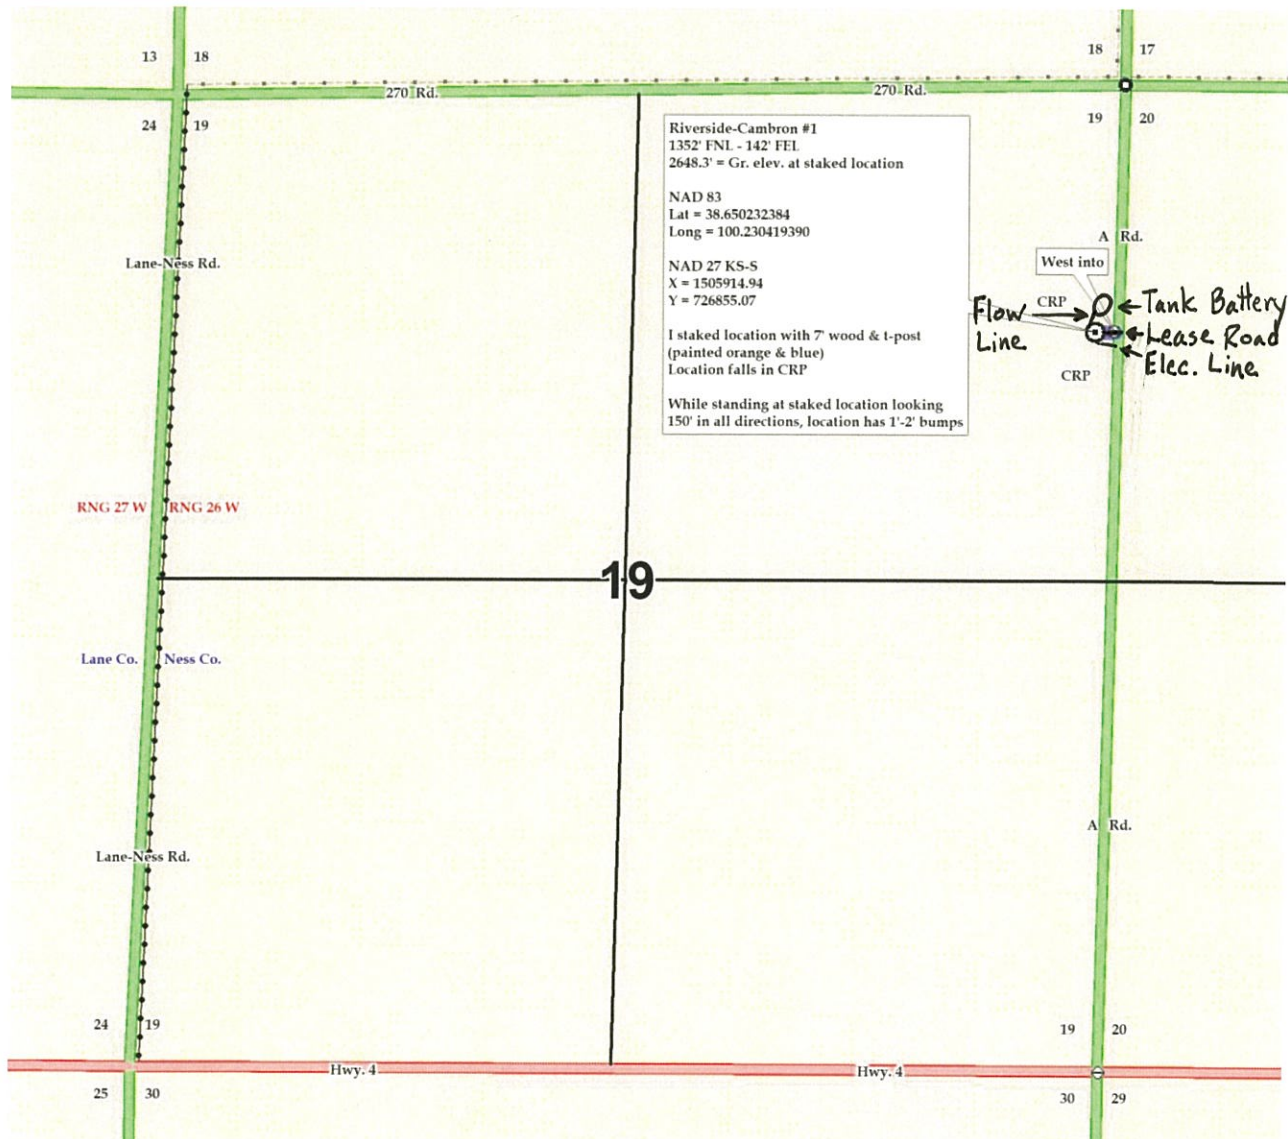 13 18
18 17
270 Rd.
270 Rd.
24 19
19 20
Riverside-Cambron #1
1352' FNL - 142' FEL
2648.3' = Gr. elev. at staked location
NAD 83
Lat = 38.650232384
Long = 100.230419390
NAD 27 KS-S
X = 1505914.94
Y = 726855.07
I staked location with 7' wood & t-post
(painted orange & blue)
Location falls in CRP
While standing at staked location looking
150' in all directions, location has 1'-2' bumps
A Rd.
West into
Lane-Ness Rd.
CRP
Flow
Line
Tank Battery
Lease Road
Elec. Line
CRP
RNG 27 W RNG 26 W
19
Lane Co. Ness Co.
A Rd.
Lane-Ness Rd.
24 19
19 20
Hwy. 4
Hwy. 4
25 30
30 29